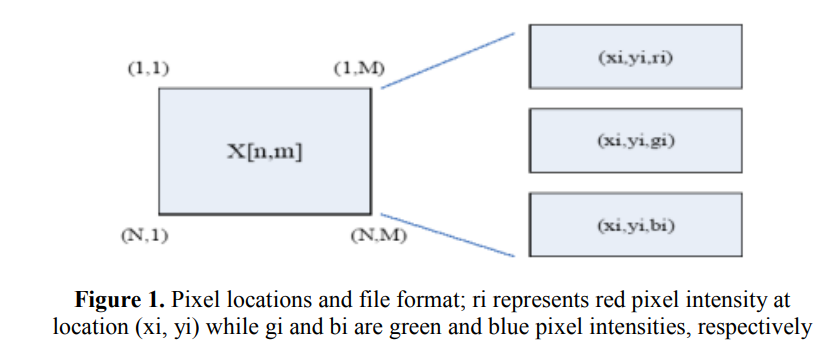 (1,1)
(1,M)
X[n,m]
(N,1)
(N,M)
(xi,yi,ri)
(xi,yi,gi)
(xi,yi,bi)
Figure 1. Pixel locations and file format; ri represents red pixel intensity at
location (xi, yi) while gi and bi are green and blue pixel intensities, respectively